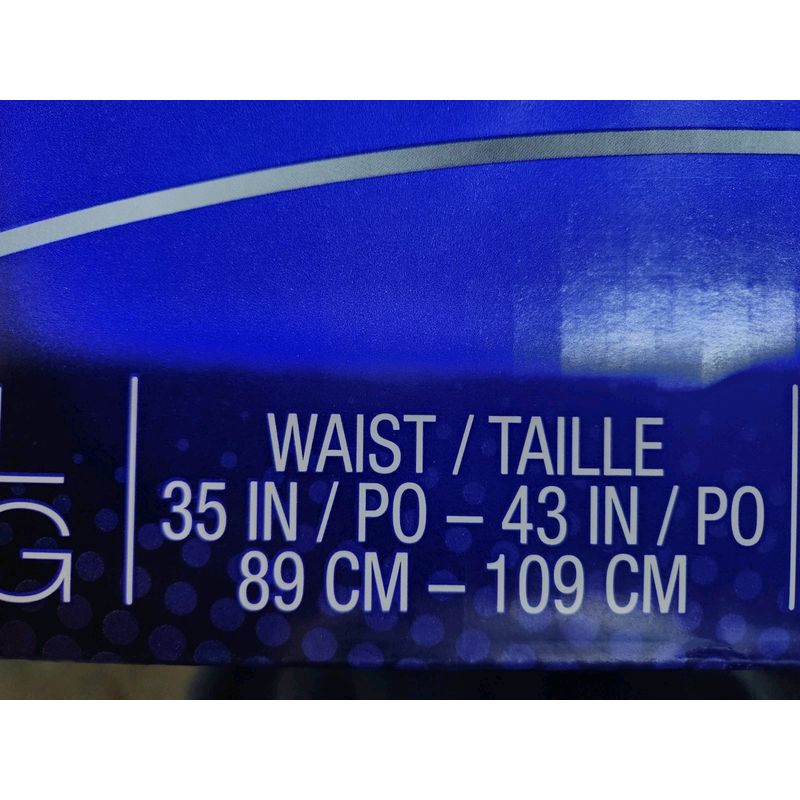 L
G
WAIST / TAILLE
35 IN / PO – 43 IN / PO
89 CM – 109 CM